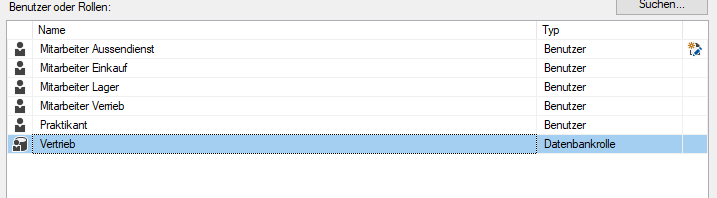 Benutzer oder Rollen:
Suchen...
Name Typ
Mitarbeiter Aussendienst Benutzer
Mitarbeiter Einkauf Benutzer
Mitarbeiter Lager Benutzer
Mitarbeiter Verrieb Benutzer
Praktikant Benutzer
Vertrieb Datenbankrolle